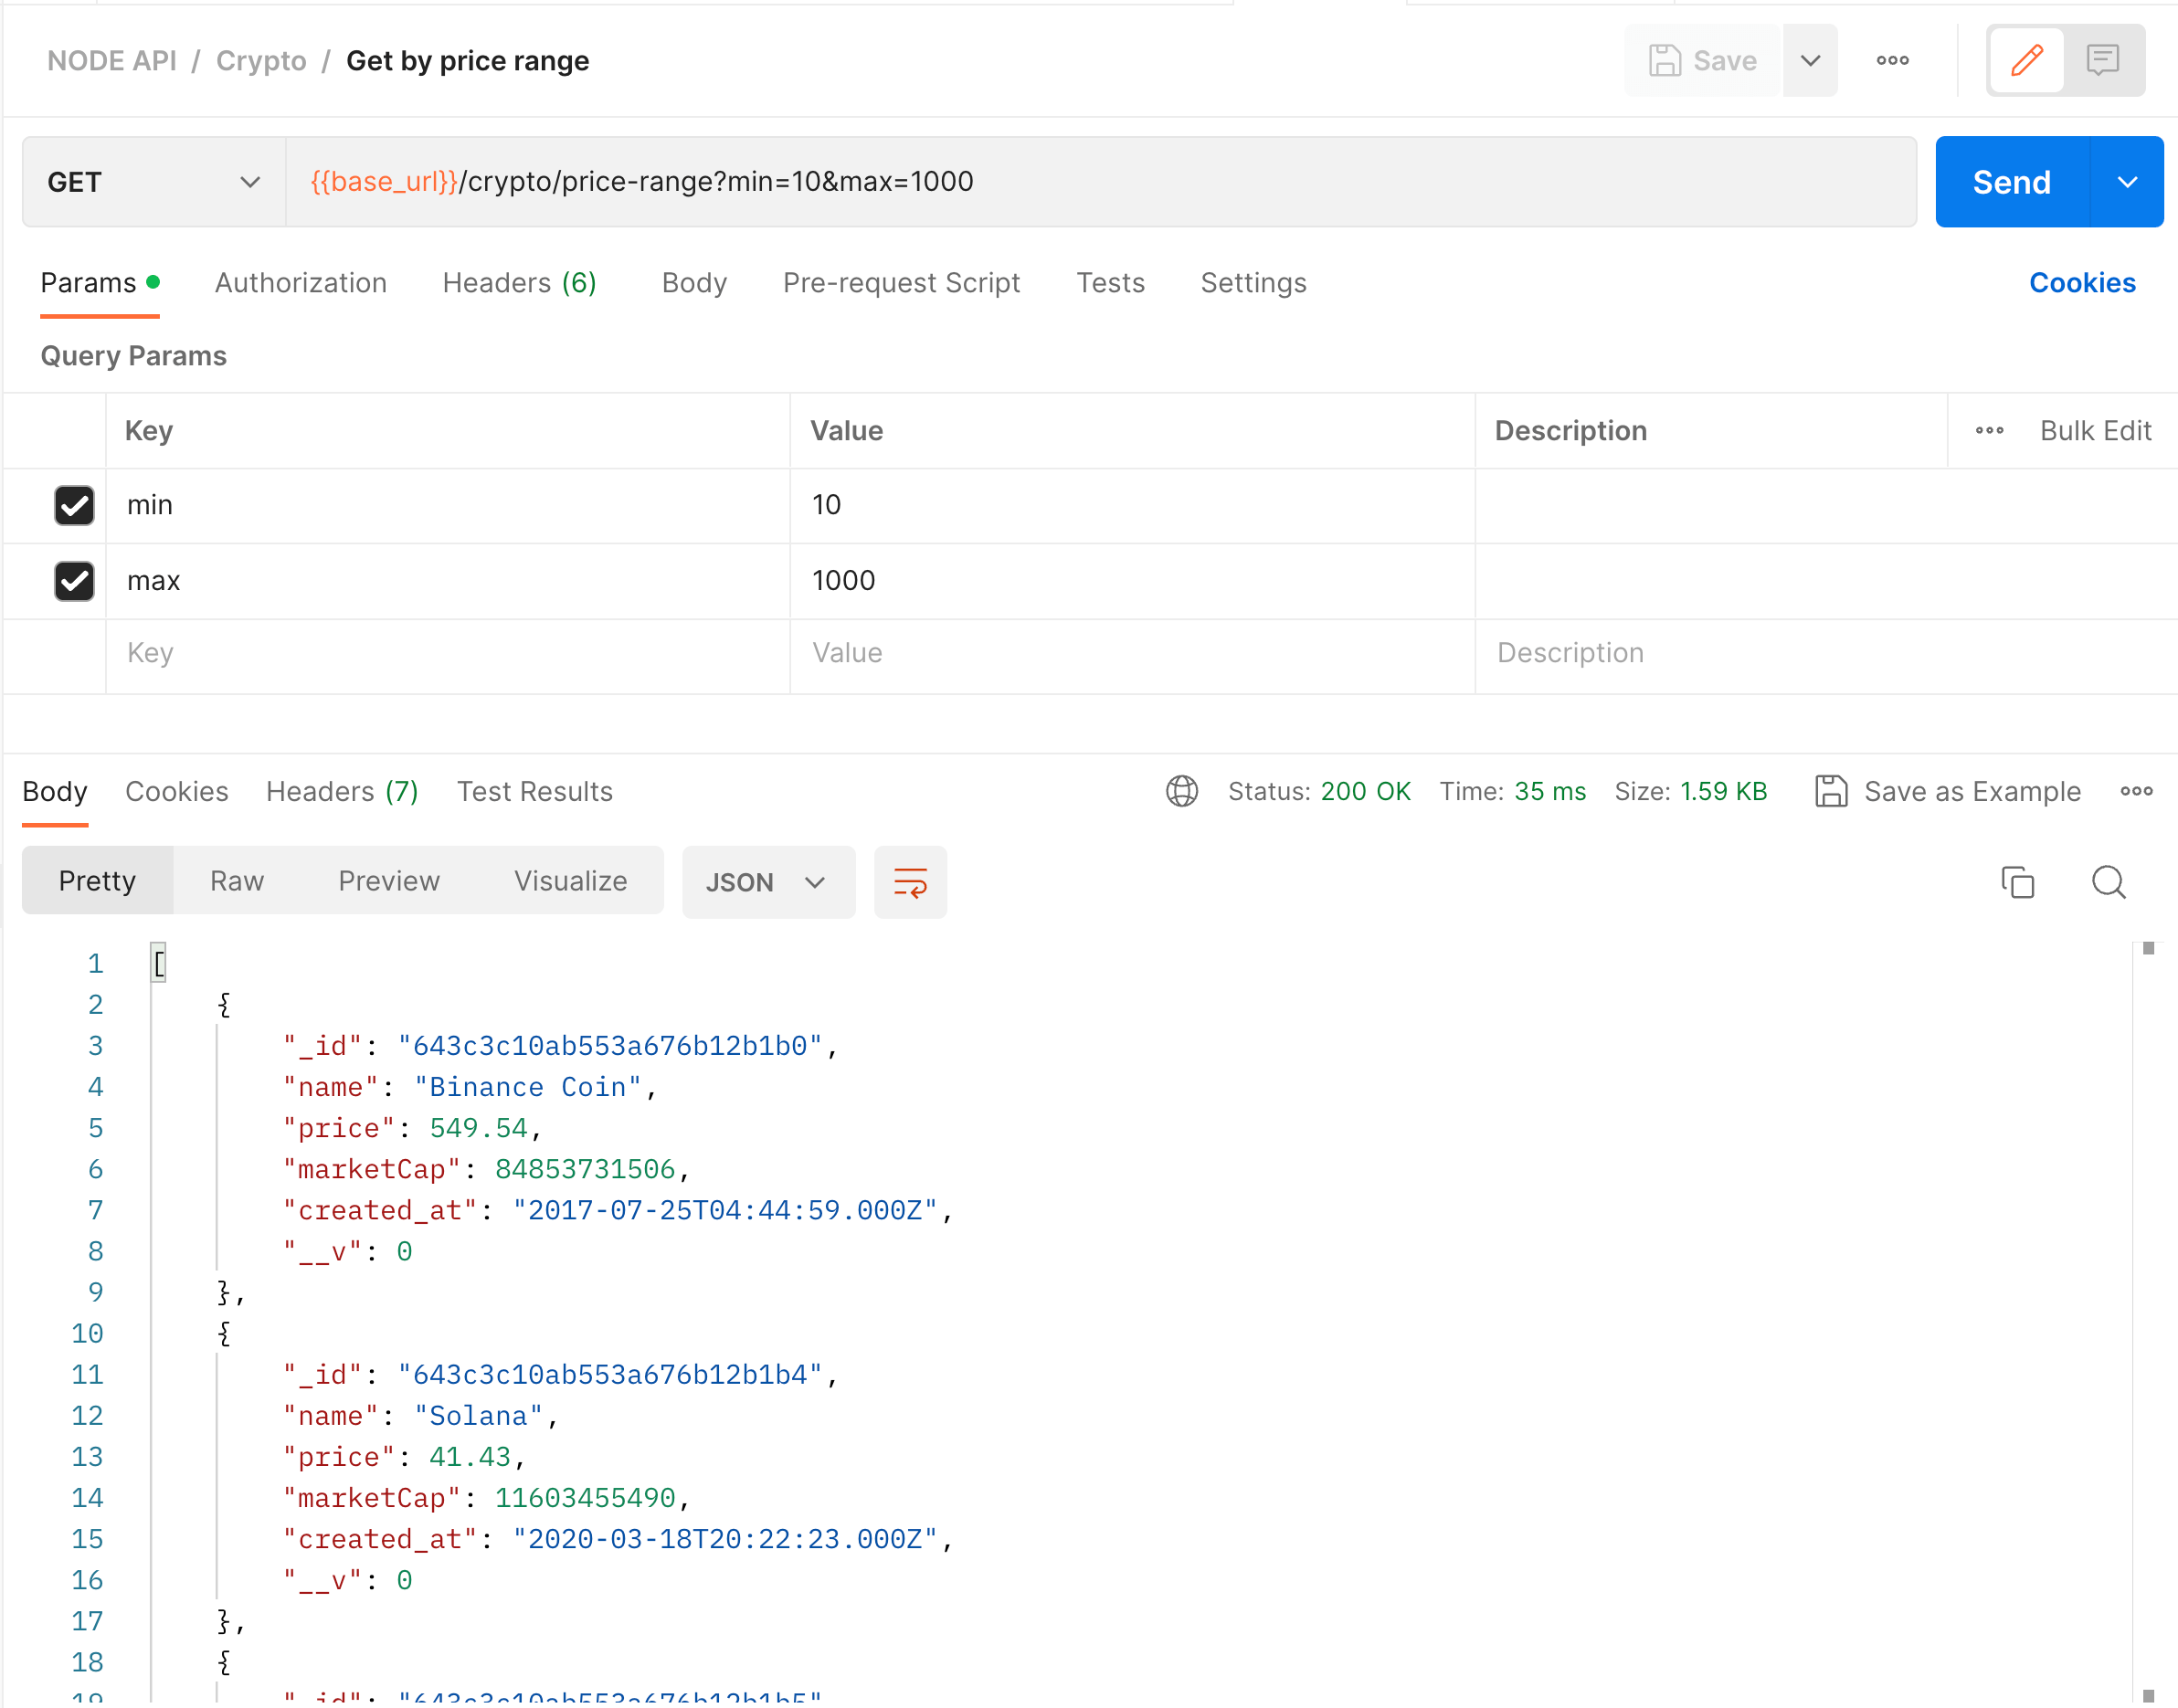 NODE API / Crypto / Get by price range
Save
GET
{{base_url}}/crypto/price-range?min=10&max=1000
Send
Params
Authorization
Headers (6)
Body
Pre-request Script
Tests
Settings
Cookies
Query Params
Key Value Description Bulk Edit
min 10
max 1000
Key Value Description
Body Cookies Headers (7) Test Results
Status: 200 OK Time: 35 ms Size: 1.59 KB Save as Example
Pretty Raw Preview Visualize JSON
1 [
2 {
3 "_id": "643c3c10ab553a676b12b1b0",
4 "name": "Binance Coin",
5 "price": 549.54,
6 "marketCap": 84853731506,
7 "created_at": "2017-07-25T04:44:59.000Z",
8 "__v": 0
9 },
10 {
11 "_id": "643c3c10ab553a676b12b1b4",
12 "name": "Solana",
13 "price": 41.43,
14 "marketCap": 11603455490,
15 "created_at": "2020-03-18T20:22:23.000Z",
16 "__v": 0
17 },
18 {
19 "_id": "643c3c10ab553a676b12b1b5"